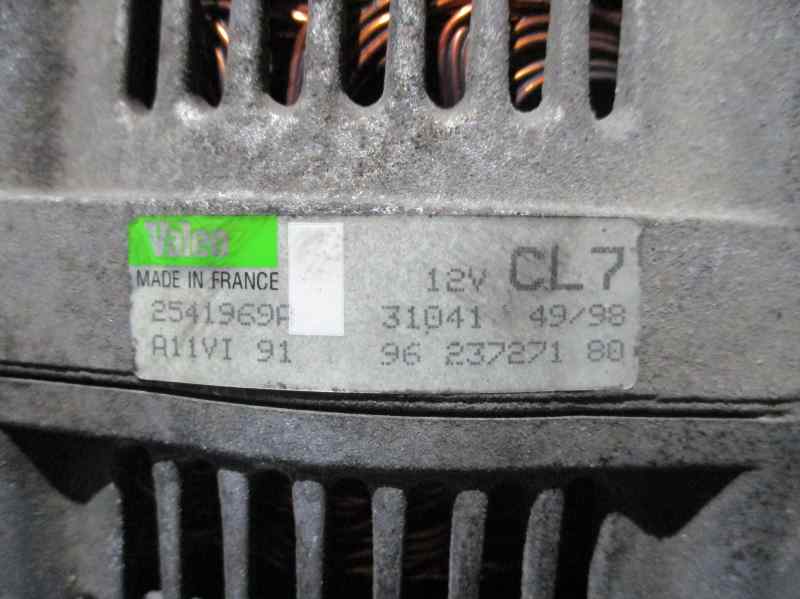 Valeo 12V CL7
MADE IN FRANCE
2541969A 31041 49/98
A11VI 91 96 237271 80